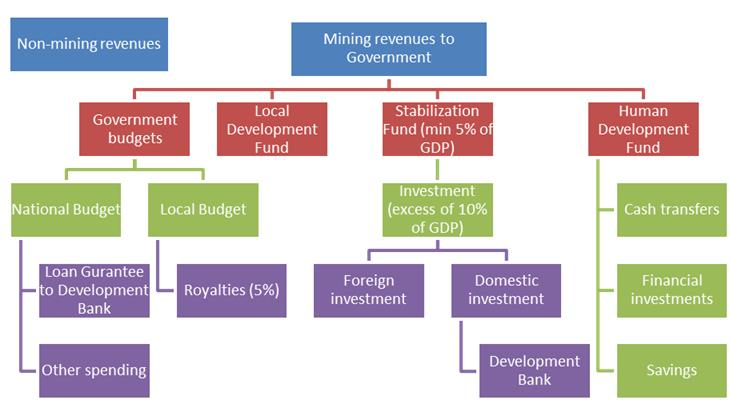 Non-mining revenues
Mining revenues to
Government
Government
budgets
Local
Development
Fund
Stabilization
Fund (min 5% of
GDP)
Human
Development
Fund
National Budget
Local Budget
Investment
(excess of 10%
of GDP)
Cash transfers
Loan Gurantee
to Development
Bank
Royalties (5%)
Foreign
investment
Domestic
investment
Financial
investments
Other spending
Development
Bank
Savings